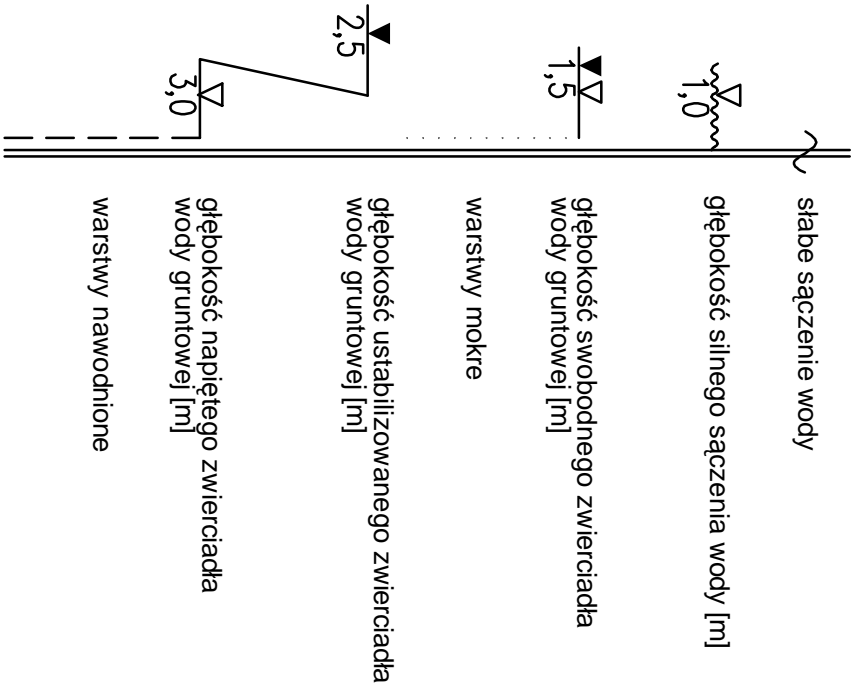 słabe sączenie wody
1,0
głębokość silnego sączenia wody [m]
1,5
głębokość swobodnego zwierciadła
wody gruntowej [m]
warstwy mokre
2,5
głębokość ustabilizowanego zwierciadła
wody gruntowej [m]
3,0
głębokość napiętego zwierciadła
wody gruntowej [m]
warstwy nawodnione